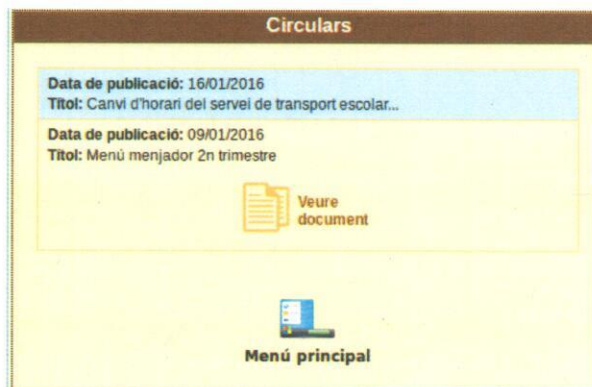 Circulars
Data de publicació: 16/01/2016
Títol: Canvi d'horari del servei de transport escolar...
Data de publicació: 09/01/2016
Títol: Menú menjador 2n trimestre
Veure
document
Menú principal